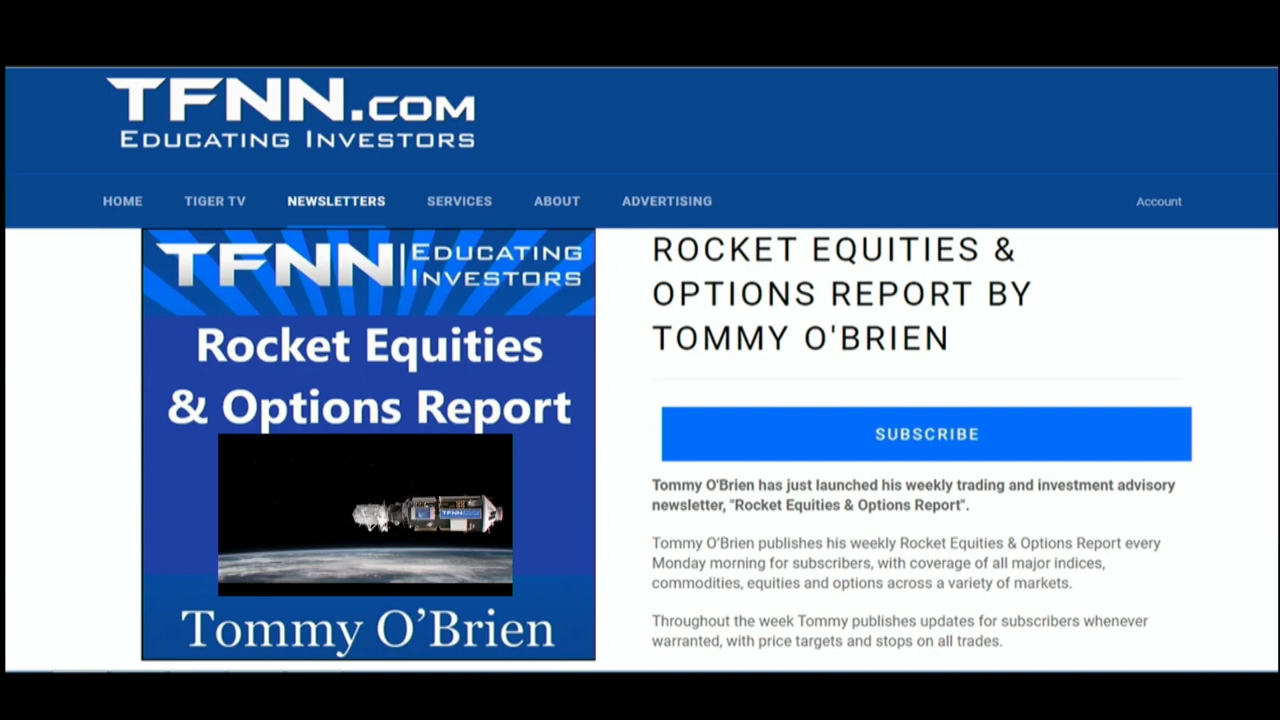 TFNN.COM
EDUCATING INVESTORS
HOME TIGER TV NEWSLETTERS SERVICES ABOUT ADVERTISING Account
TFNN EDUCATING
INVESTORS
Rocket Equities
& Options Report
TFNN
Tommy O’Brien
ROCKET EQUITIES &
OPTIONS REPORT BY
TOMMY O'BRIEN
SUBSCRIBE
Tommy O'Brien has just launched his weekly trading and investment advisory
newsletter, "Rocket Equities & Options Report".
Tommy O'Brien publishes his weekly Rocket Equities & Options Report every
Monday morning for subscribers, with coverage of all major indices,
commodities, equities and options across a variety of markets.
Throughout the week Tommy publishes updates for subscribers whenever
warranted, with price targets and stops on all trades.